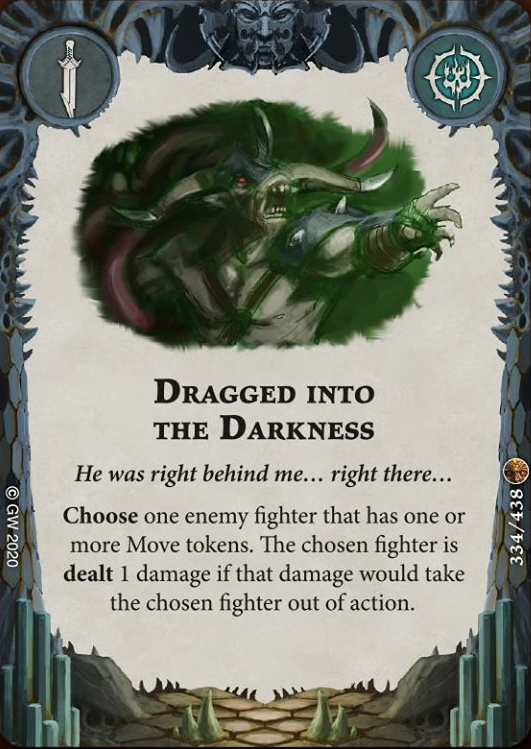 Dragged into
the Darkness
He was right behind me… right there…
Choose one enemy fighter that has one or
more Move tokens. The chosen fighter is
dealt 1 damage if that damage would take
the chosen fighter out of action.
© GW 2020
334/438